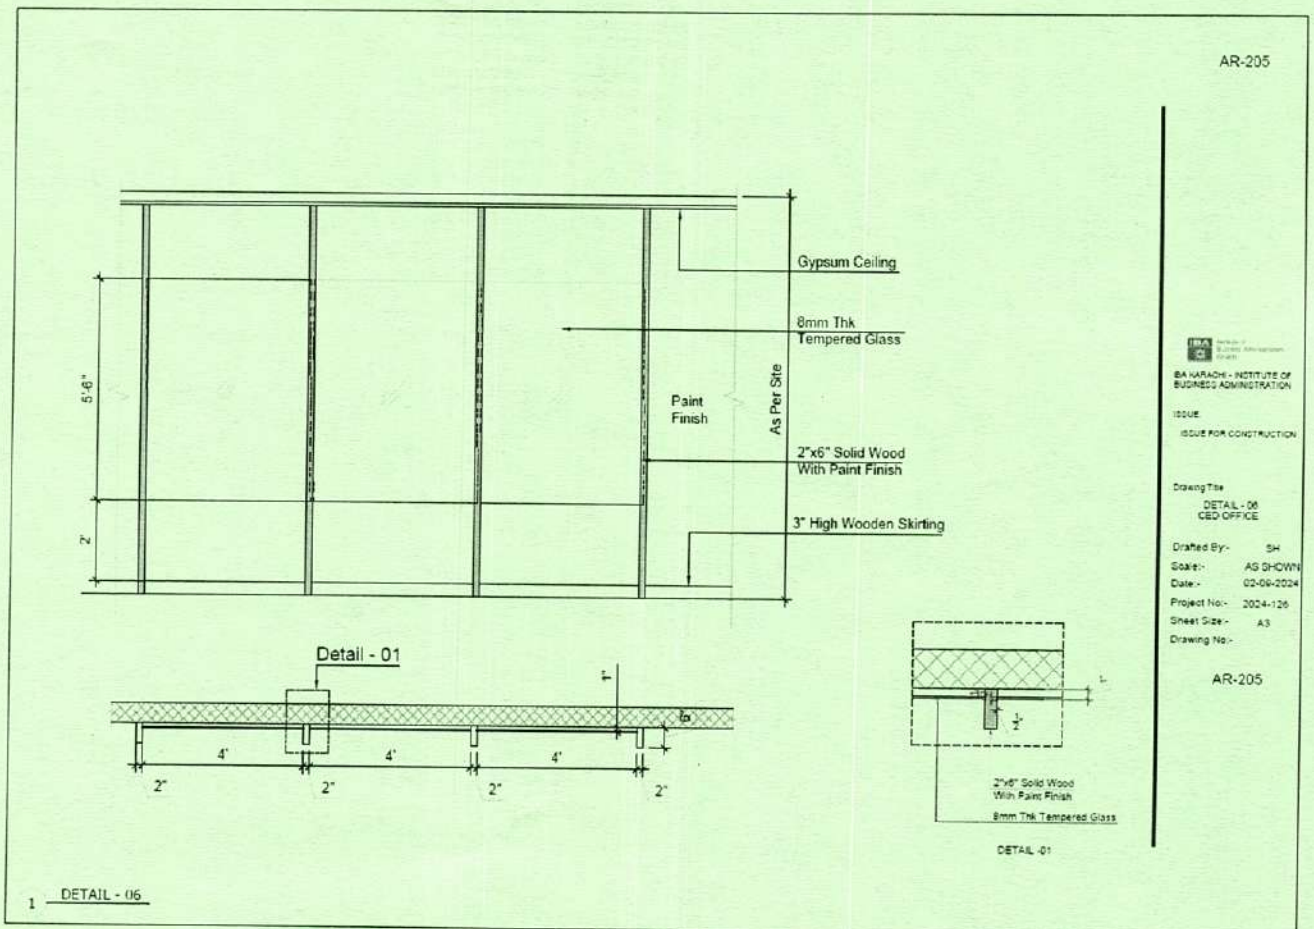 AR-205
Gypsum Ceiling
8mm Thk
Tempered Glass
5'-6"
Paint
Finish
As Per Site
2"x6" Solid Wood
With Paint Finish
2'
3" High Wooden Skirting
Detail - 01
1"
6"
4'
4'
4'
2"
2"
2"
2"
1"
1/2"
2"x6" Solid Wood
With Paint Finish
8mm Thk Tempered Glass
DETAIL -01
1 DETAIL - 06
IBA
IBA KARACHI - INSTITUTE OF
BUSINESS ADMINISTRATION
ISSUE
ISSUE FOR CONSTRUCTION
Drawing Title
DETAIL - 06
CED OFFICE
Drafted By:- SH
Scale:- AS SHOWN
Date:- 02-09-2024
Project No:- 2024-126
Sheet Size:- A3
Drawing No:-
AR-205